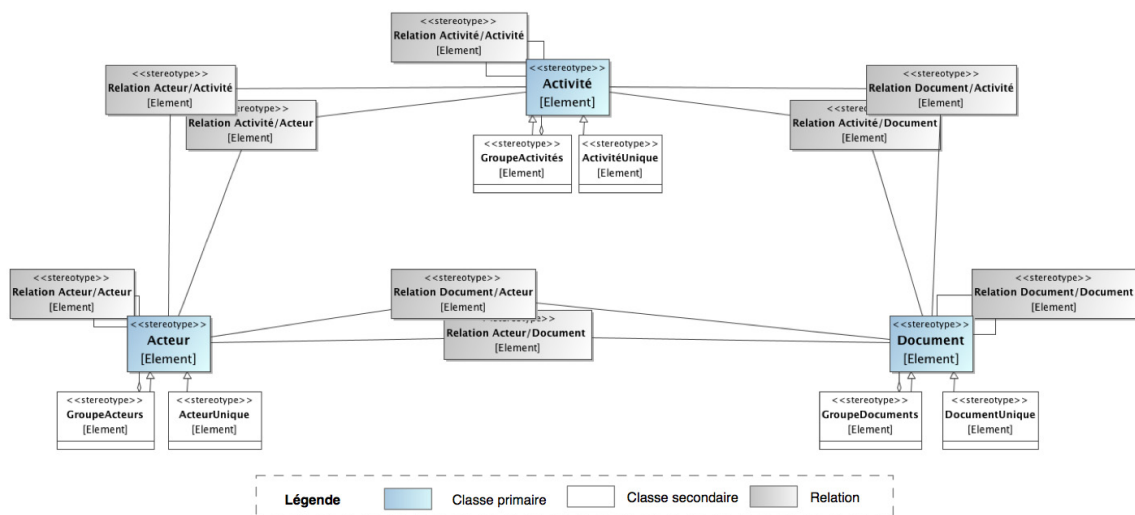 <<stereotype>>
Relation Activité/Activité
[Element]
<<stereotype>>
Activité
[Element]
<<stereotype>>
Relation Acteur/Activité
[Element]
<<stereotype>>
Relation Activité/Acteur
[Element]
<<stereotype>>
Relation Document/Activité
[Element]
<<stereotype>>
Relation Activité/Document
[Element]
<<stereotype>>
GroupeActivités
[Element]
<<stereotype>>
ActivitéUnique
[Element]
<<stereotype>>
Relation Acteur/Acteur
[Element]
<<stereotype>>
Relation Document/Acteur
[Element]
<<stereotype>>
Relation Acteur/Document
[Element]
<<stereotype>>
Relation Document/Document
[Element]
<<stereotype>>
Acteur
[Element]
<<stereotype>>
Document
[Element]
<<stereotype>>
GroupeActeurs
[Element]
<<stereotype>>
ActeurUnique
[Element]
<<stereotype>>
GroupeDocuments
[Element]
<<stereotype>>
DocumentUnique
[Element]
Légende
Classe primaire
Classe secondaire
Relation